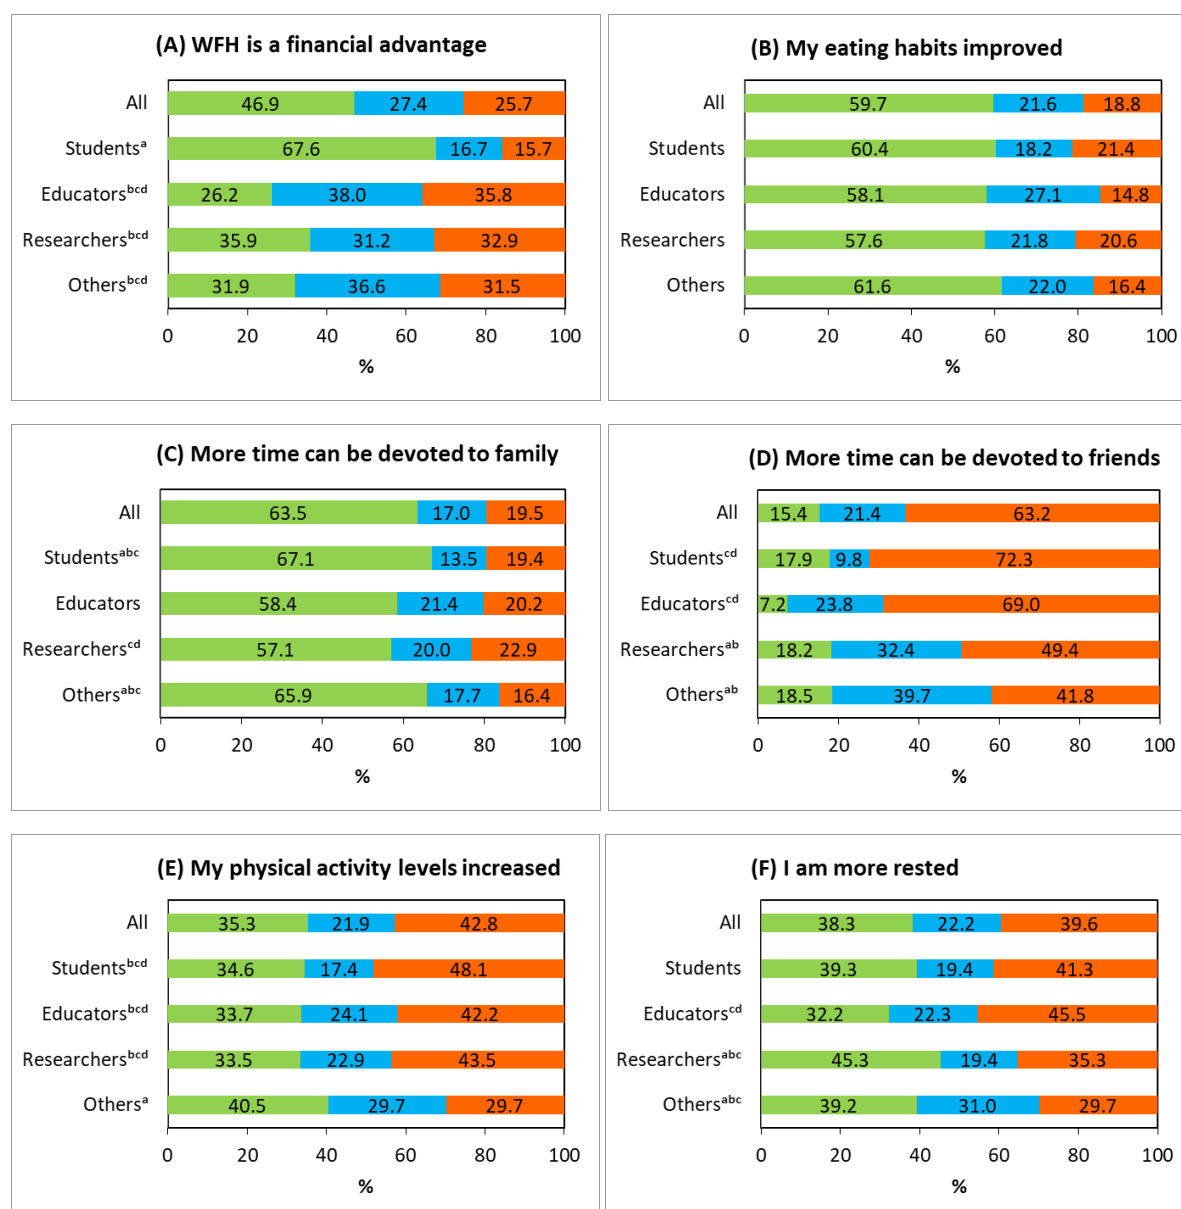 (A) WFH is a financial advantage
All 46.9 27.4 25.7
Studentsᵃ 67.6 16.7 15.7
Educatorsᵇᶜᵈ 26.2 38.0 35.8
Researchersᵇᶜᵈ 35.9 31.2 32.9
Othersᵇᶜᵈ 31.9 36.6 31.5
0 20 40 60 80 100
%
(B) My eating habits improved
All 59.7 21.6 18.8
Students 60.4 18.2 21.4
Educators 58.1 27.1 14.8
Researchers 57.6 21.8 20.6
Others 61.6 22.0 16.4
0 20 40 60 80 100
%
(C) More time can be devoted to family
All 63.5 17.0 19.5
Studentsᵃᵇᶜ 67.1 13.5 19.4
Educators 58.4 21.4 20.2
Researchersᶜᵈ 57.1 20.0 22.9
Othersᵃᵇᶜ 65.9 17.7 16.4
0 20 40 60 80 100
%
(D) More time can be devoted to friends
All 15.4 21.4 63.2
Studentsᶜᵈ 17.9 9.8 72.3
Educatorsᶜᵈ 7.2 23.8 69.0
Researchersᵃᵇ 18.2 32.4 49.4
Othersᵃᵇ 18.5 39.7 41.8
0 20 40 60 80 100
%
(E) My physical activity levels increased
All 35.3 21.9 42.8
Studentsᵇᶜᵈ 34.6 17.4 48.1
Educatorsᵇᶜᵈ 33.7 24.1 42.2
Researchersᵇᶜᵈ 33.5 22.9 43.5
Othersᵃ 40.5 29.7 29.7
0 20 40 60 80 100
%
(F) I am more rested
All 38.3 22.2 39.6
Students 39.3 19.4 41.3
Educatorsᶜᵈ 32.2 22.3 45.5
Researchersᵃᵇᶜ 45.3 19.4 35.3
Othersᵃᵇᶜ 39.2 31.0 29.7
0 20 40 60 80 100
%